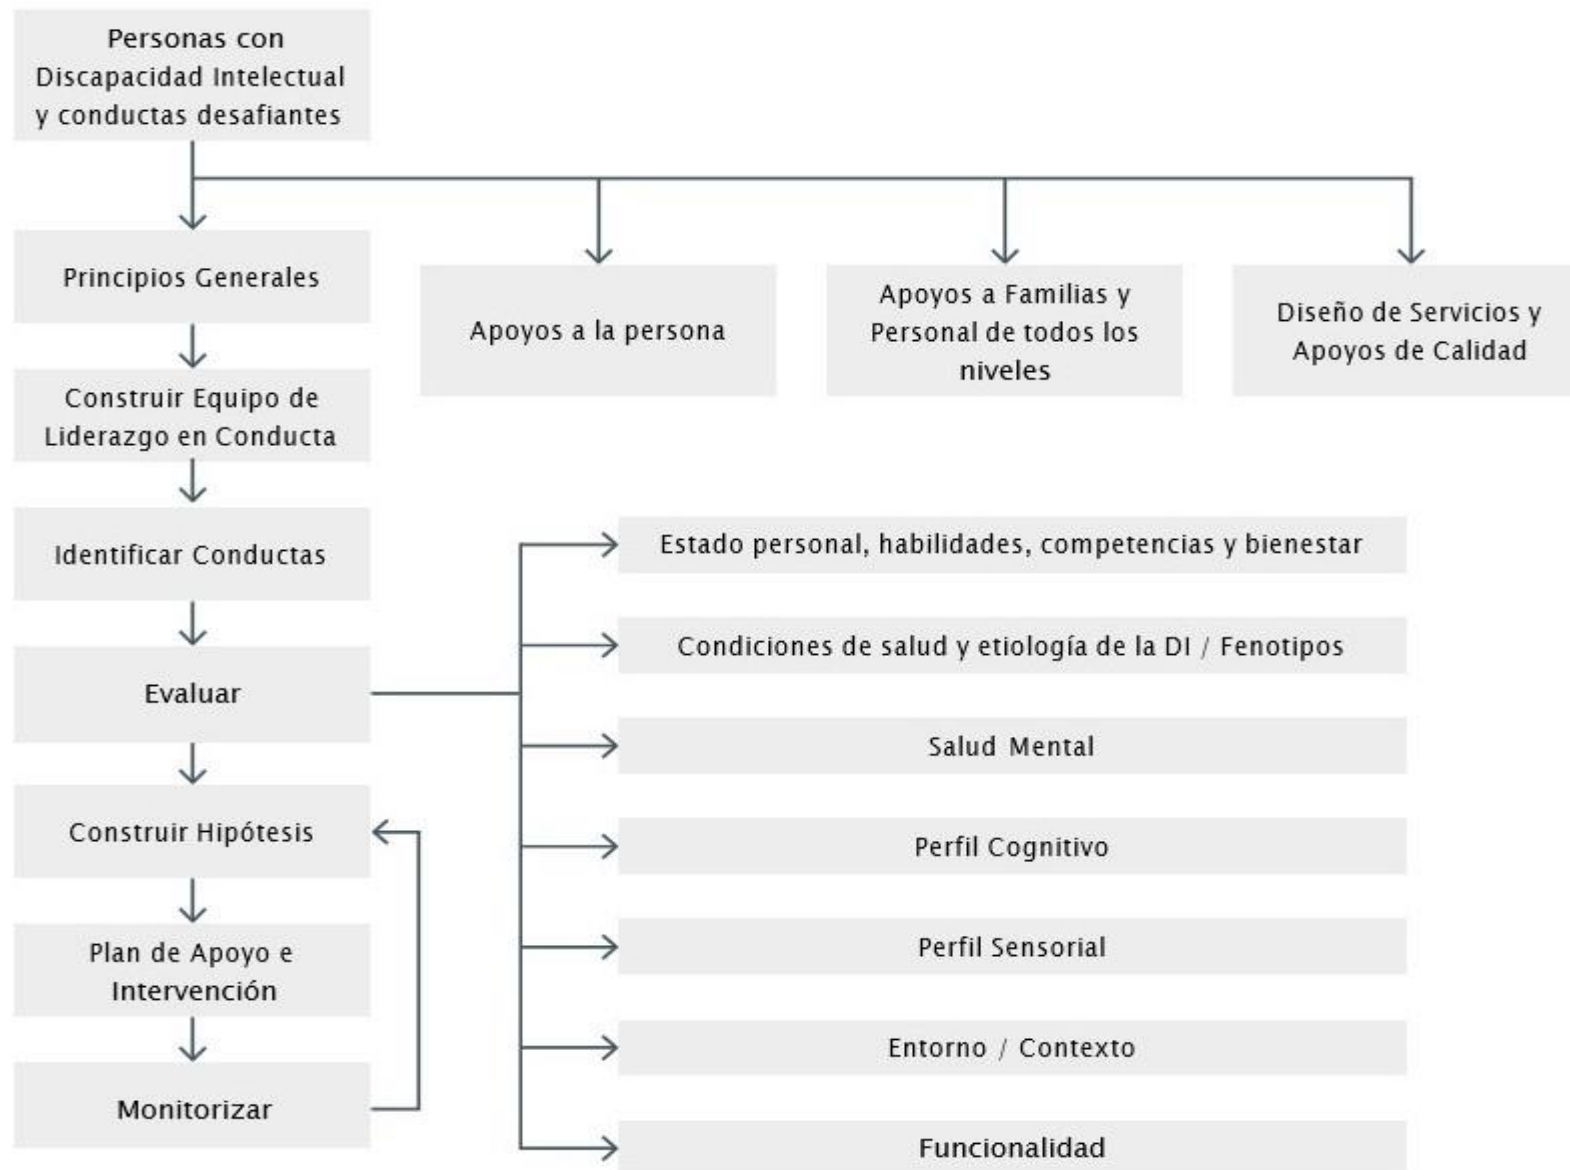 Personas con
Discapacidad Intelectual
y conductas desafiantes
Principios Generales
Apoyos a la persona
Apoyos a Familias y
Personal de todos los
niveles
Diseño de Servicios y
Apoyos de Calidad
Construir Equipo de
Liderazgo en Conducta
Identificar Conductas
Evaluar
Construir Hipótesis
Plan de Apoyo e
Intervención
Monitorizar
Estado personal, habilidades, competencias y bienestar
Condiciones de salud y etiología de la DI / Fenotipos
Salud Mental
Perfil Cognitivo
Perfil Sensorial
Entorno / Contexto
Funcionalidad